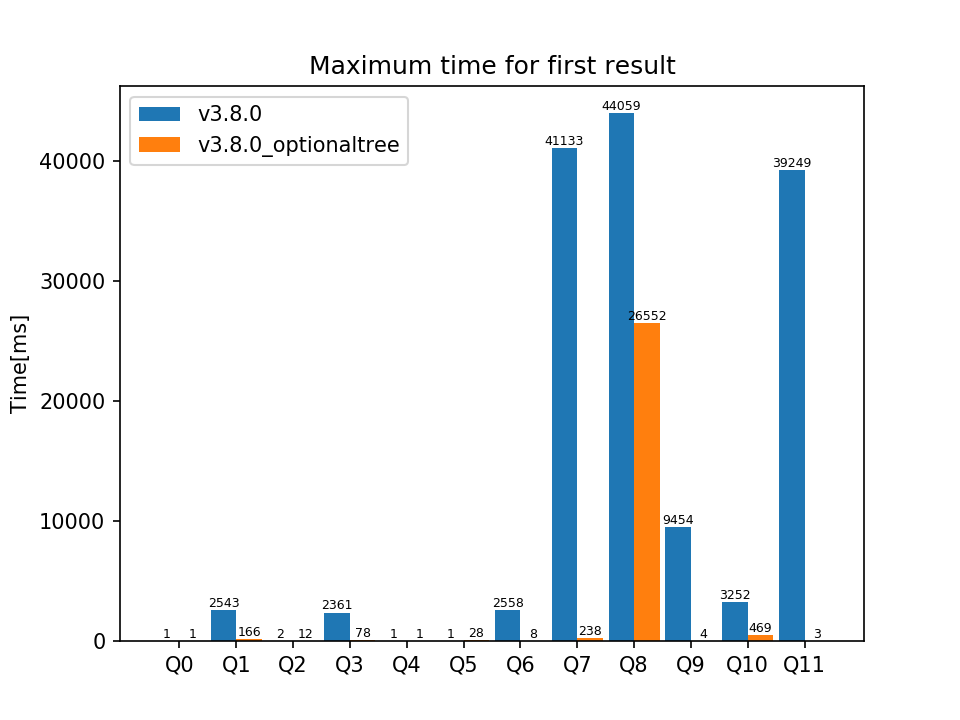 Maximum time for first result
v3.8.0
v3.8.0_optionaltree
Time[ms]
40000
30000
20000
10000
0
1 1 2543 166 2 12 2361 78 1 1 1 28 2558 8 41133 238 44059 26552 9454 4 3252 469 39249 3
Q0 Q1 Q2 Q3 Q4 Q5 Q6 Q7 Q8 Q9 Q10 Q11